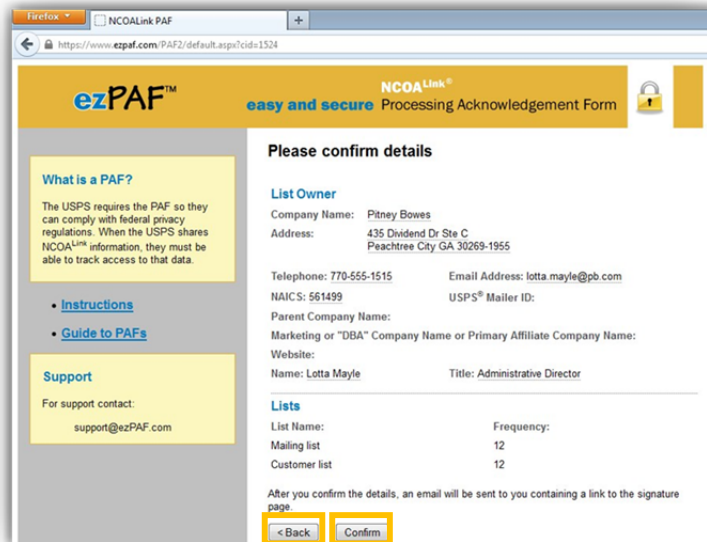 Firefox
NCOALink PAF
+
https://www.ezpaf.com/PAF2/default.aspx?cid=1524
ezPAF™
NCOALink®
easy and secure Processing Acknowledgement Form
What is a PAF?
The USPS requires the PAF so they
can comply with federal privacy
regulations. When the USPS shares
NCOALink information, they must be
able to track access to that data.
• Instructions
• Guide to PAFs
Support
For support contact:
support@ezPAF.com
Please confirm details
List Owner
Company Name: Pitney Bowes
Address: 435 Dividend Dr Ste C
Peachtree City GA 30269-1955
Telephone: 770-555-1515 Email Address: lotta.mayle@pb.com
NAICS: 561499 USPS® Mailer ID:
Parent Company Name:
Marketing or "DBA" Company Name or Primary Affiliate Company Name:
Website:
Name: Lotta Mayle Title: Administrative Director
Lists
List Name: Frequency:
Mailing list 12
Customer list 12
After you confirm the details, an email will be sent to you containing a link to the signature
page.
< Back Confirm